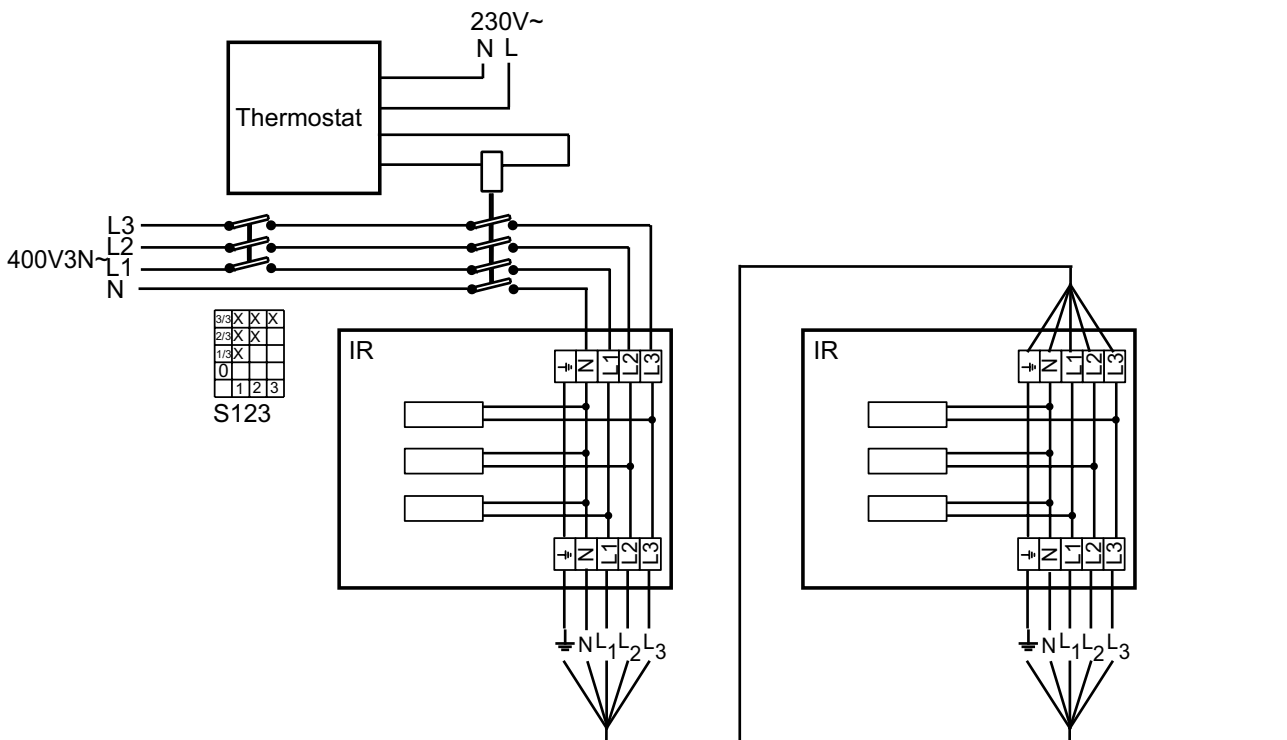 230V~
N L
Thermostat
L3
L2
400V3N~
L1
N
3/3 X X X
2/3 X X
1/3 X
0
1 2 3
S123
IR
N L1 L2 L3
N L1 L2 L3
N L1 L2 L3
IR
N L1 L2 L3
N L1 L2 L3
N L1 L2 L3